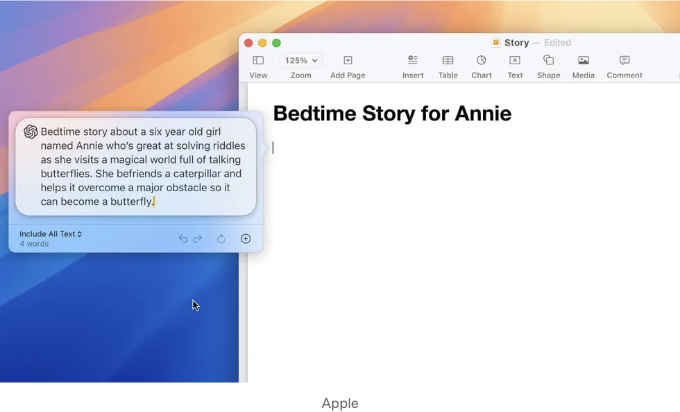 Story — Edited
125%
View Zoom Add Page Insert Table Chart Text Shape Media Comment
Bedtime Story for Annie
Bedtime story about a six year old girl
named Annie who's great at solving riddles
as she visits a magical world full of talking
butterflies. She befriends a caterpillar and
helps it overcome a major obstacle so it
can become a butterfly.
Include All Text
4 words
Apple